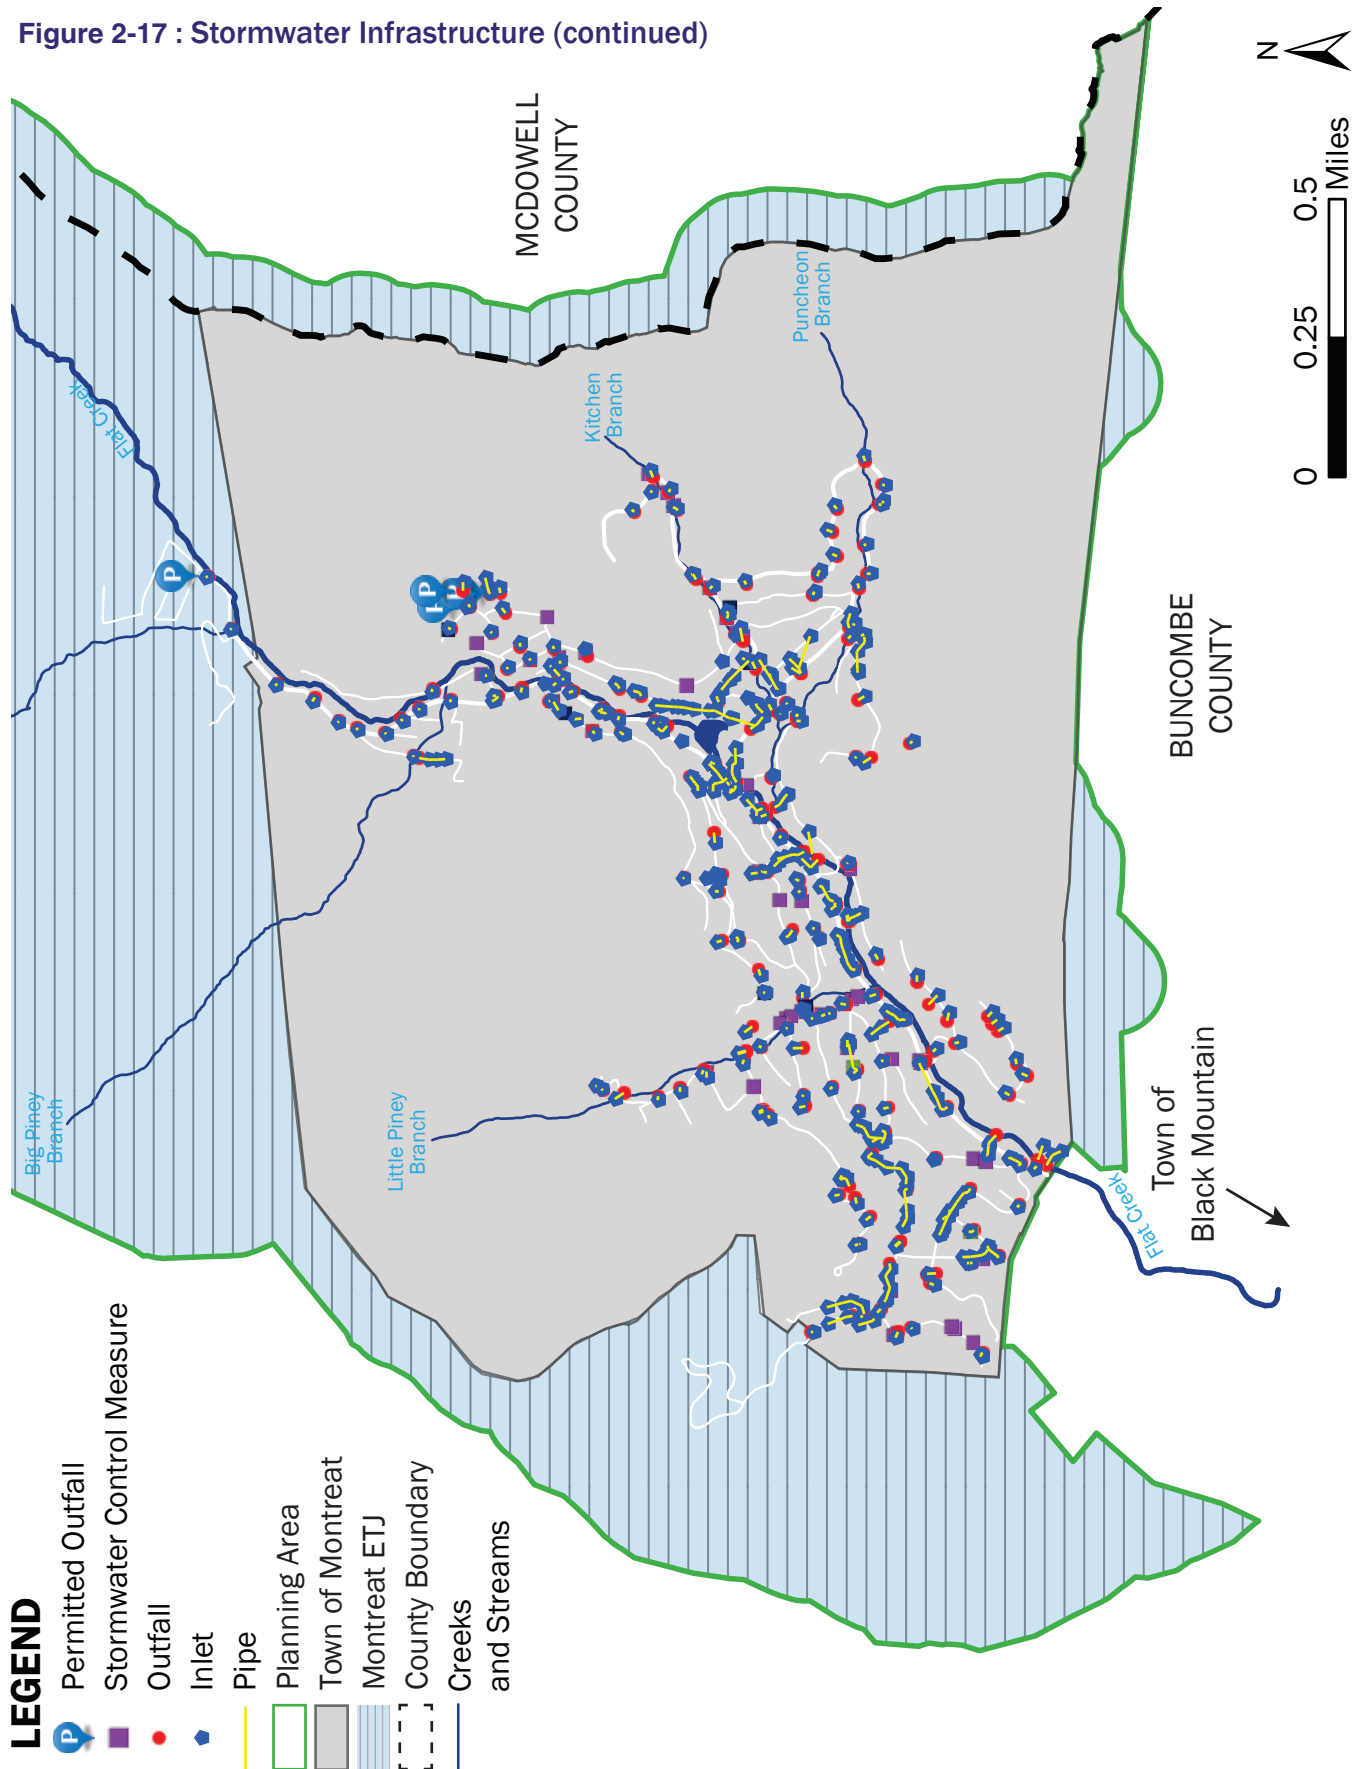 Figure 2-17 : Stormwater Infrastructure (continued)
N
MCDOWELL
COUNTY
Flat Creek
Kitchen
Branch
Puncheon
Branch
P
P
P
P
0
0.25
0.5
Miles
BUNCOMBE
COUNTY
Big Piney
Branch
Little Piney
Branch
Flat Creek
Town of
Black Mountain
LEGEND
P
Permitted Outfall
Stormwater Control Measure
Outfall
Inlet
Pipe
Planning Area
Town of Montreat
Montreat ETJ
County Boundary
Creeks
and Streams